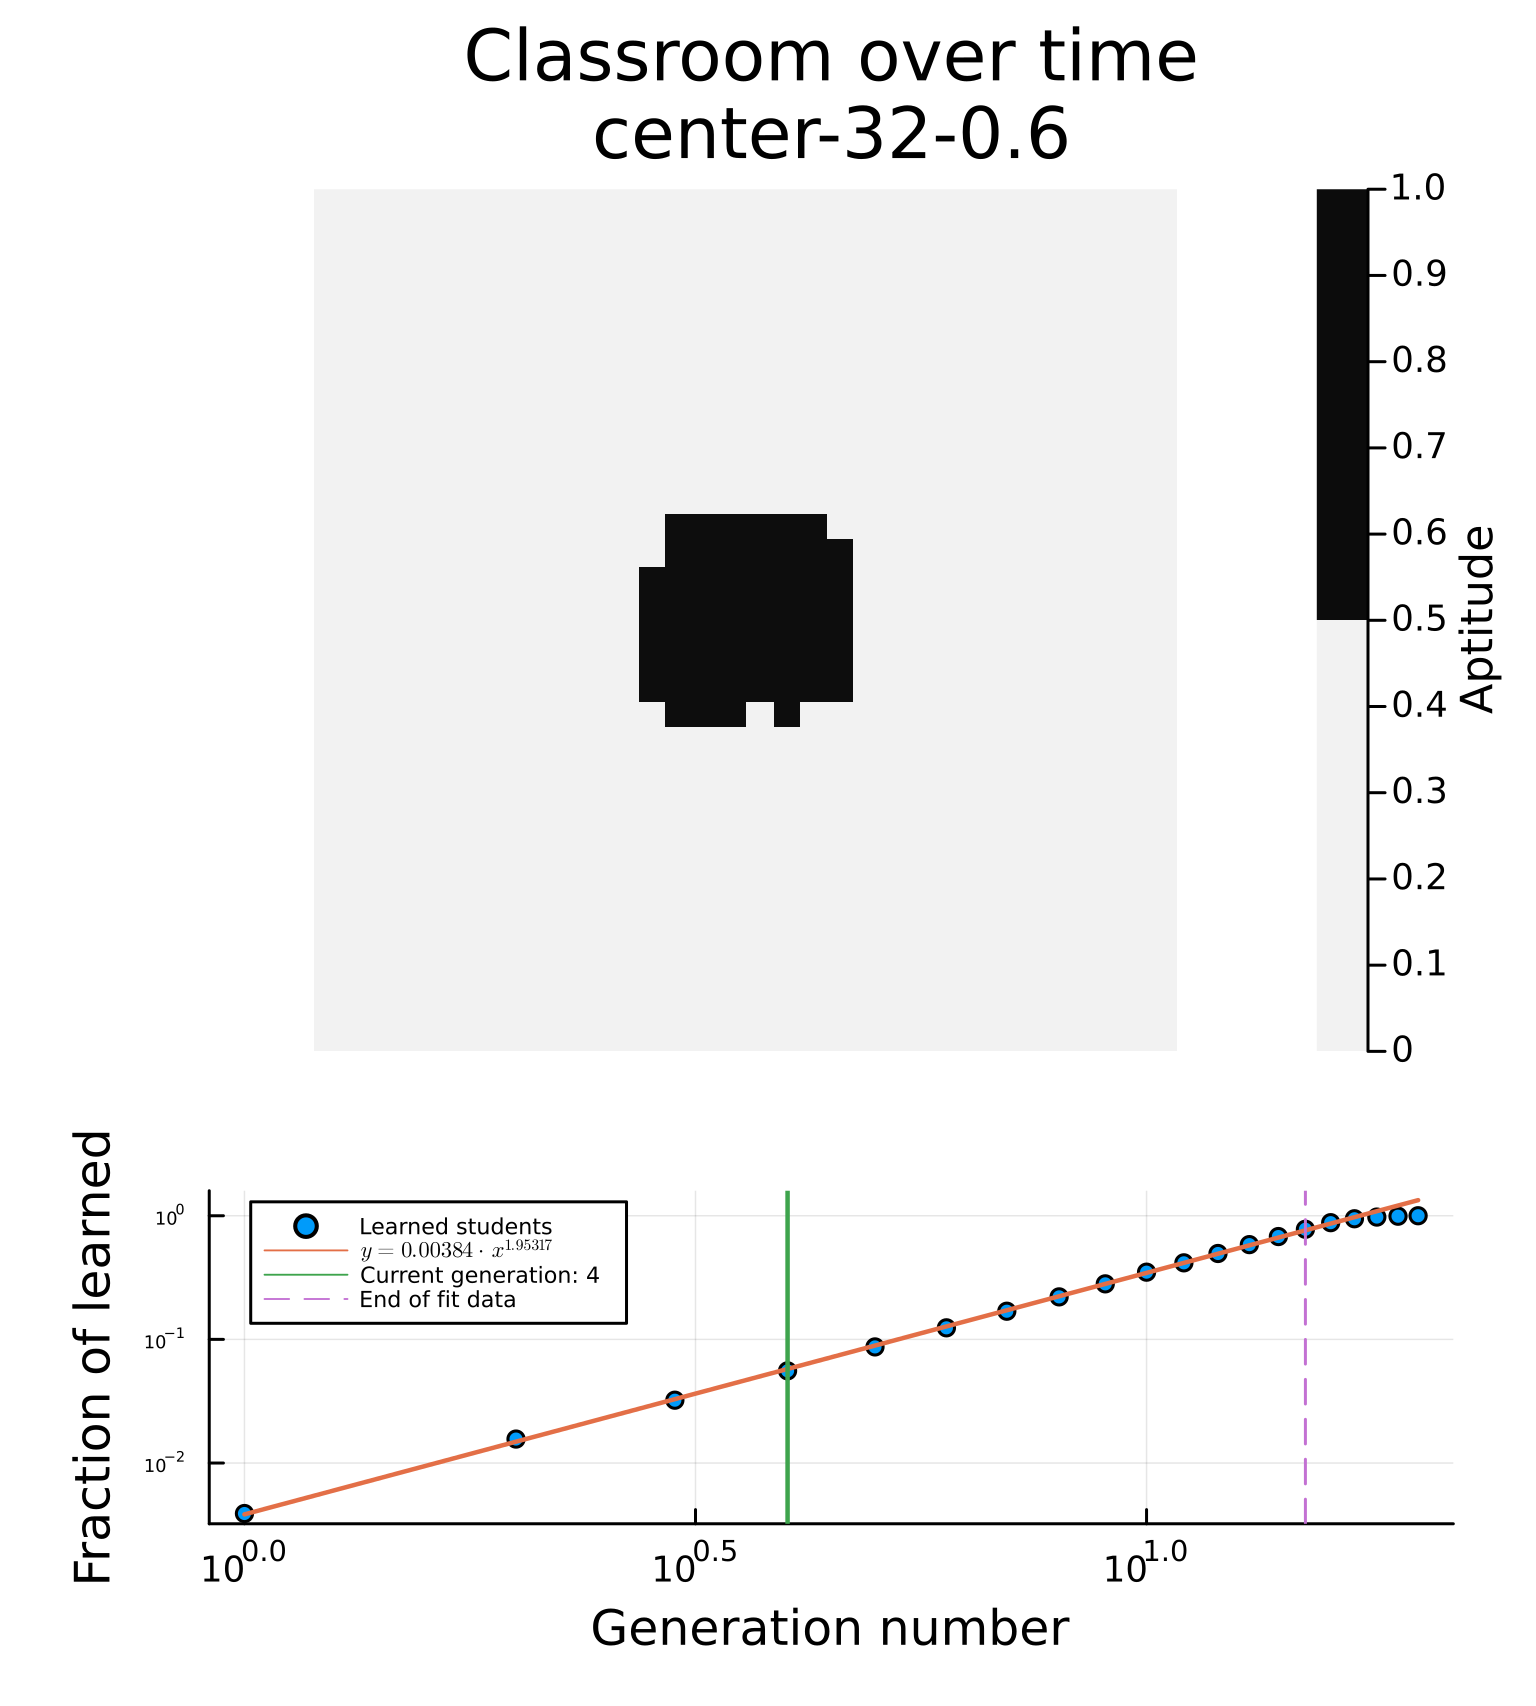 Classroom over time
center-32-0.6
1.0
0.9
0.8
0.7
0.6
0.5
0.4
0.3
0.2
0.1
0
Aptitude
Fraction of learned
10⁰
10⁻¹
10⁻²
Learned students
y = 0.00384 · x^1.95317
Current generation: 4
End of fit data
10^0.0
10^0.5
10^1.0
Generation number